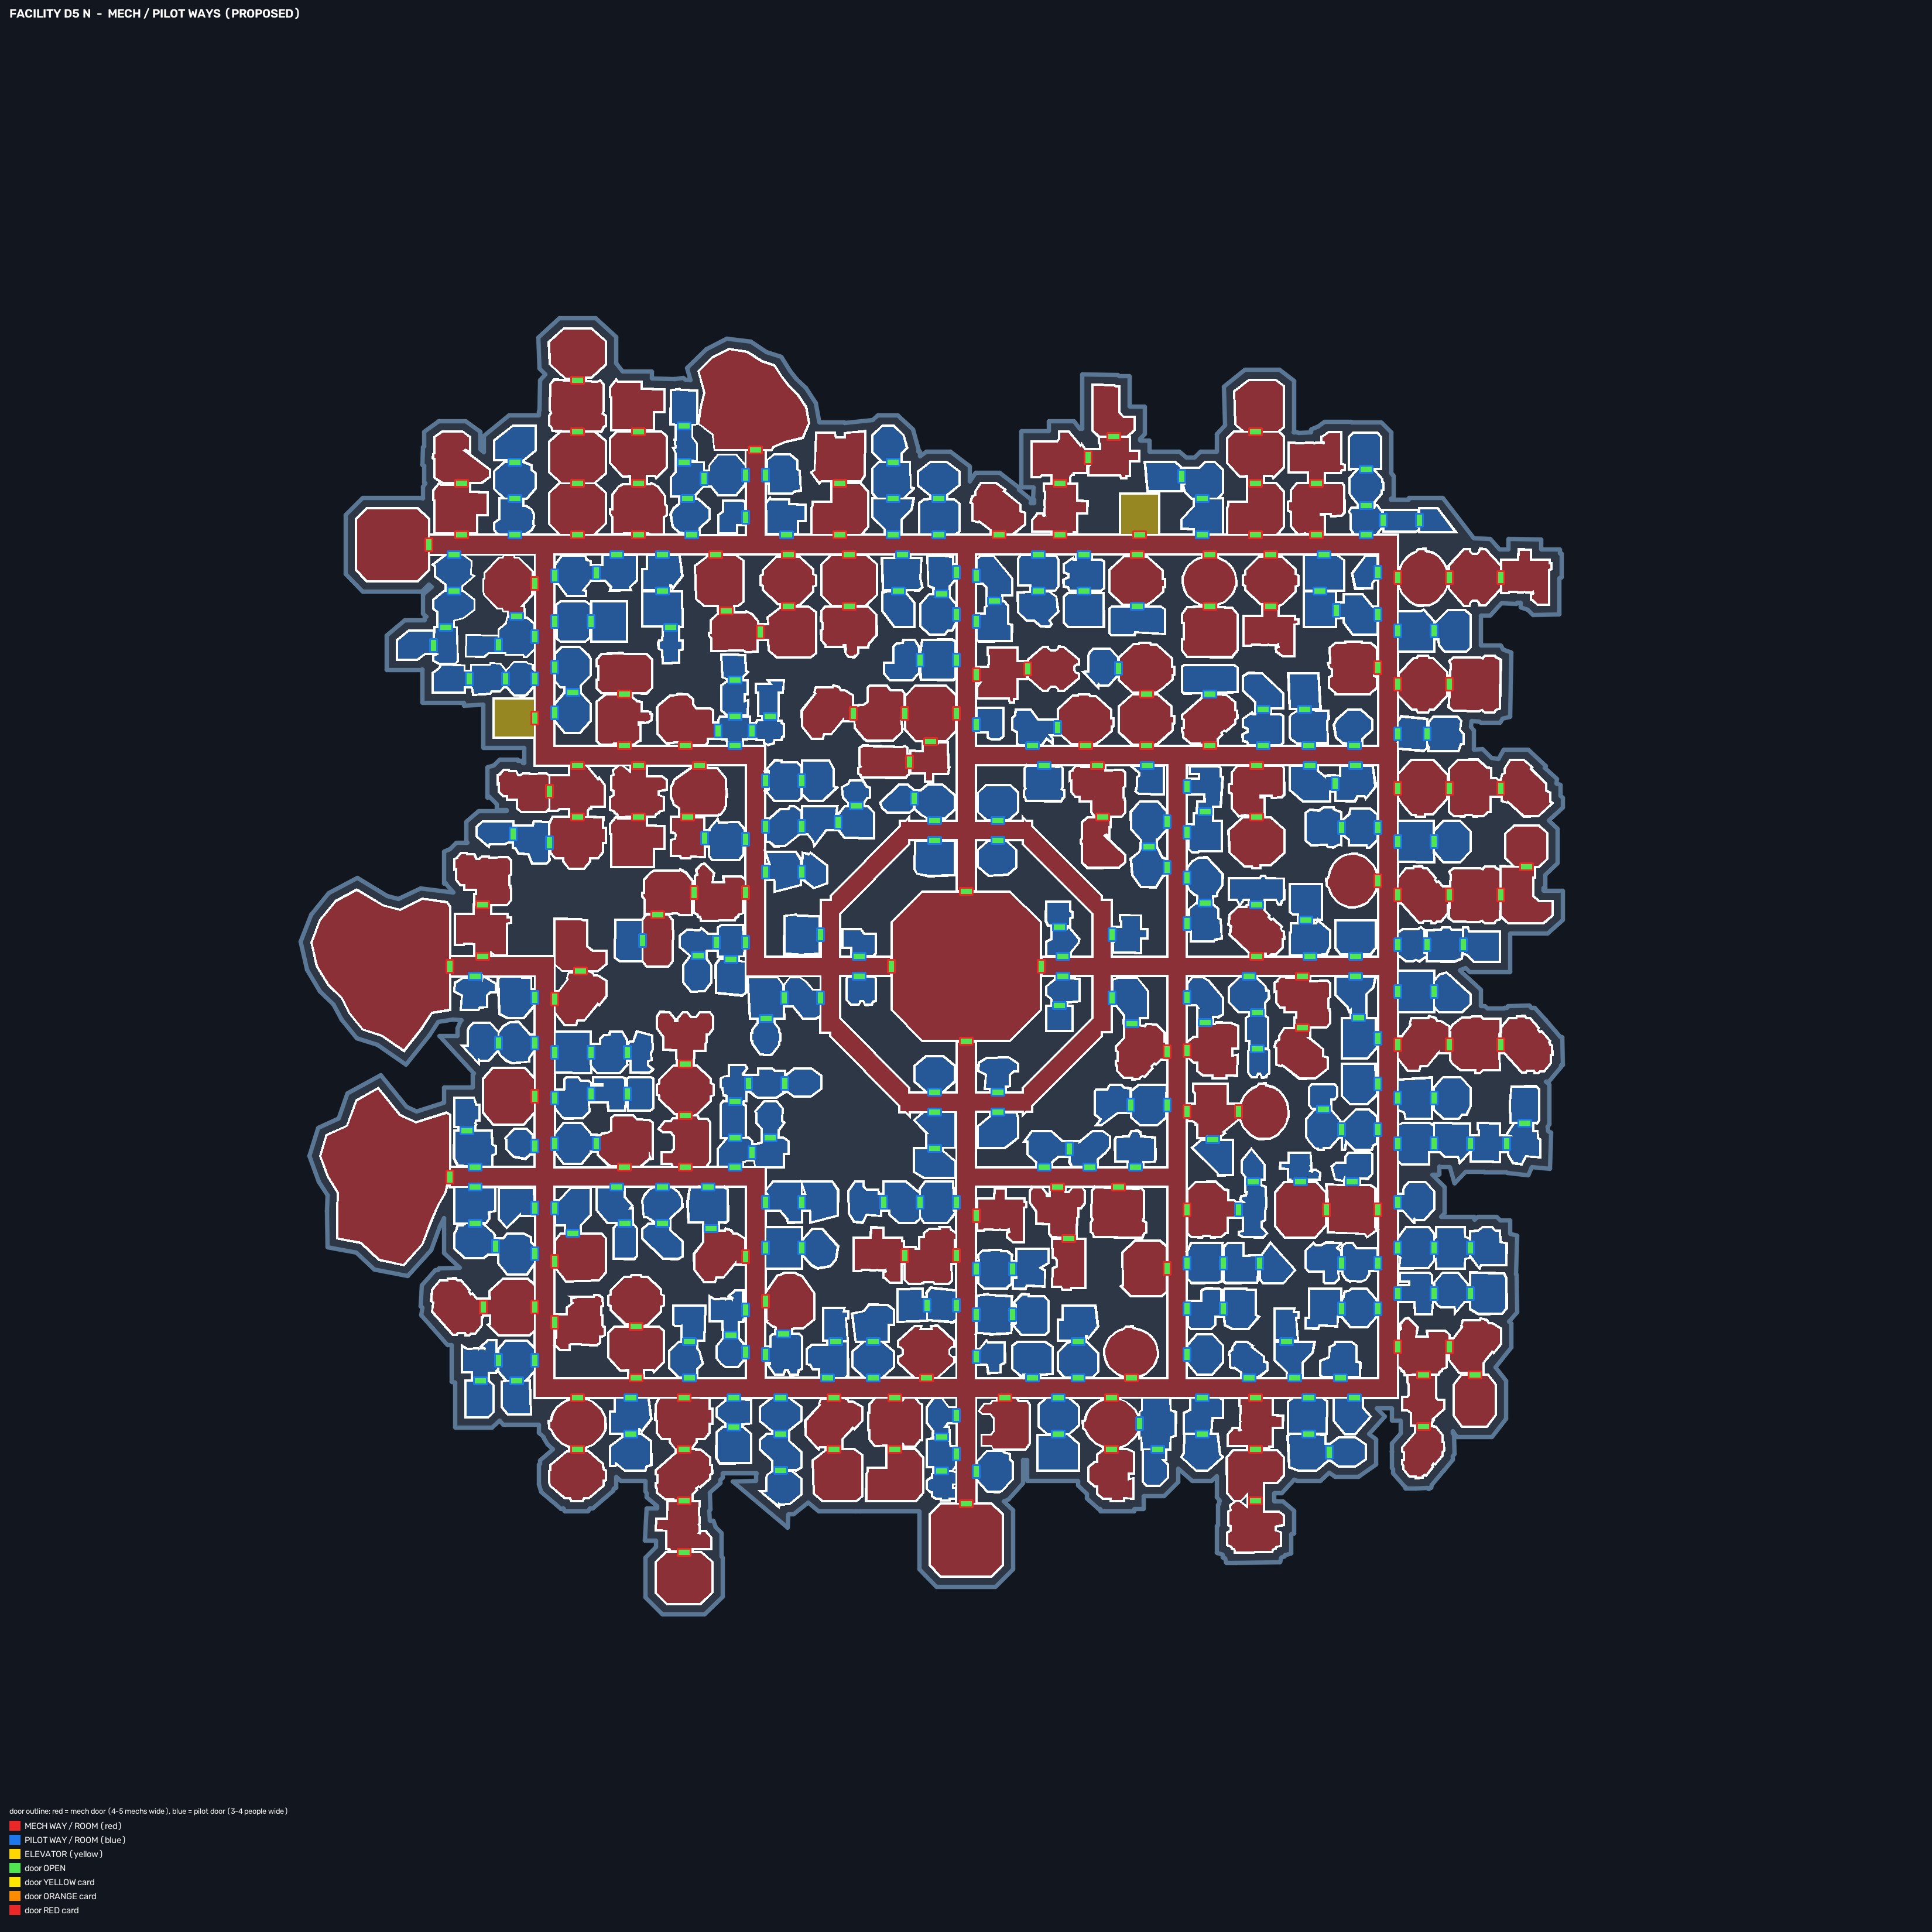 FACILITY D5 N - MECH / PILOT WAYS (PROPOSED)
door outline: red = mech door (4-5 mechs wide), blue = pilot door (3-4 people wide)
MECH WAY / ROOM (red)
PILOT WAY / ROOM (blue)
ELEVATOR (yellow)
door OPEN
door YELLOW card
door ORANGE card
door RED card